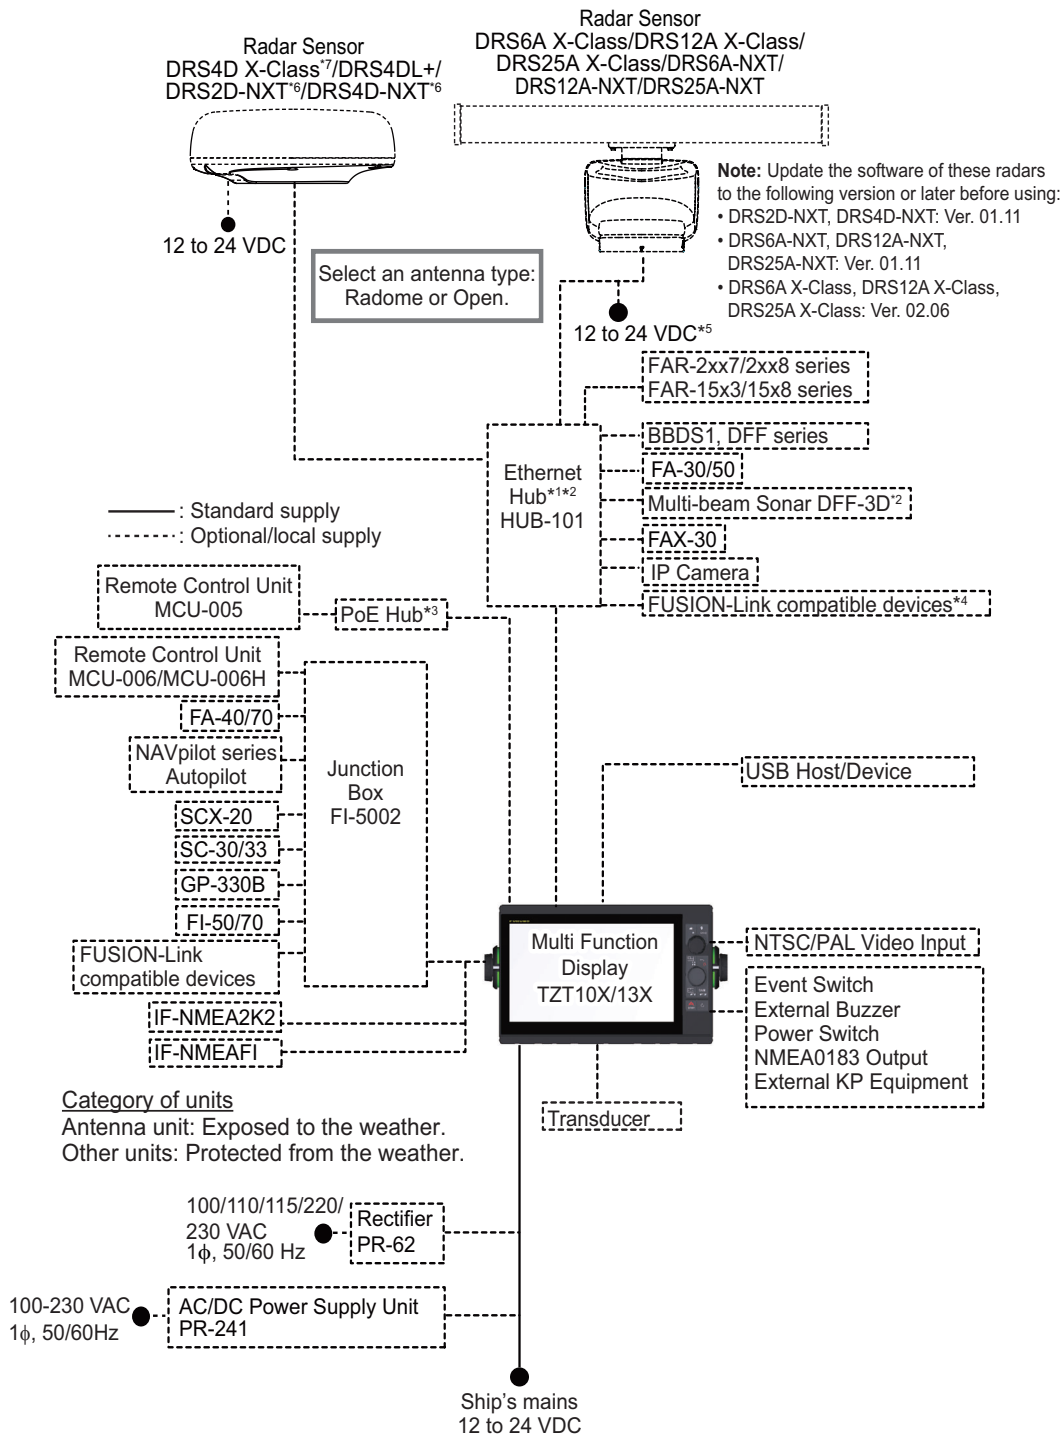 Radar Sensor
DRS4D X-Class*7/DRS4DL+/
DRS2D-NXT*6/DRS4D-NXT*6
Radar Sensor
DRS6A X-Class/DRS12A X-Class/
DRS25A X-Class/DRS6A-NXT/
DRS12A-NXT/DRS25A-NXT
Note: Update the software of these radars
to the following version or later before using:
• DRS2D-NXT, DRS4D-NXT: Ver. 01.11
• DRS6A-NXT, DRS12A-NXT,
DRS25A-NXT: Ver. 01.11
• DRS6A X-Class, DRS12A X-Class,
DRS25A X-Class: Ver. 02.06
12 to 24 VDC
Select an antenna type:
Radome or Open.
12 to 24 VDC*5
FAR-2xx7/2xx8 series
FAR-15x3/15x8 series
BBDS1, DFF series
FA-30/50
Multi-beam Sonar DFF-3D*2
FAX-30
IP Camera
FUSION-Link compatible devices*4
Ethernet
Hub*1*2
HUB-101
: Standard supply
: Optional/local supply
Remote Control Unit
MCU-005
PoE Hub*3
Remote Control Unit
MCU-006/MCU-006H
FA-40/70
NAVpilot series
Autopilot
SCX-20
SC-30/33
GP-330B
FI-50/70
FUSION-Link
compatible devices
Junction
Box
FI-5002
IF-NMEA2K2
IF-NMEAFI
USB Host/Device
Multi Function
Display
TZT10X/13X
NTSC/PAL Video Input
Event Switch
External Buzzer
Power Switch
NMEA0183 Output
External KP Equipment
Transducer
Category of units
Antenna unit: Exposed to the weather.
Other units: Protected from the weather.
100/110/115/220/
230 VAC
1ϕ, 50/60 Hz
Rectifier
PR-62
100-230 VAC
1ϕ, 50/60Hz
AC/DC Power Supply Unit
PR-241
Ship's mains
12 to 24 VDC